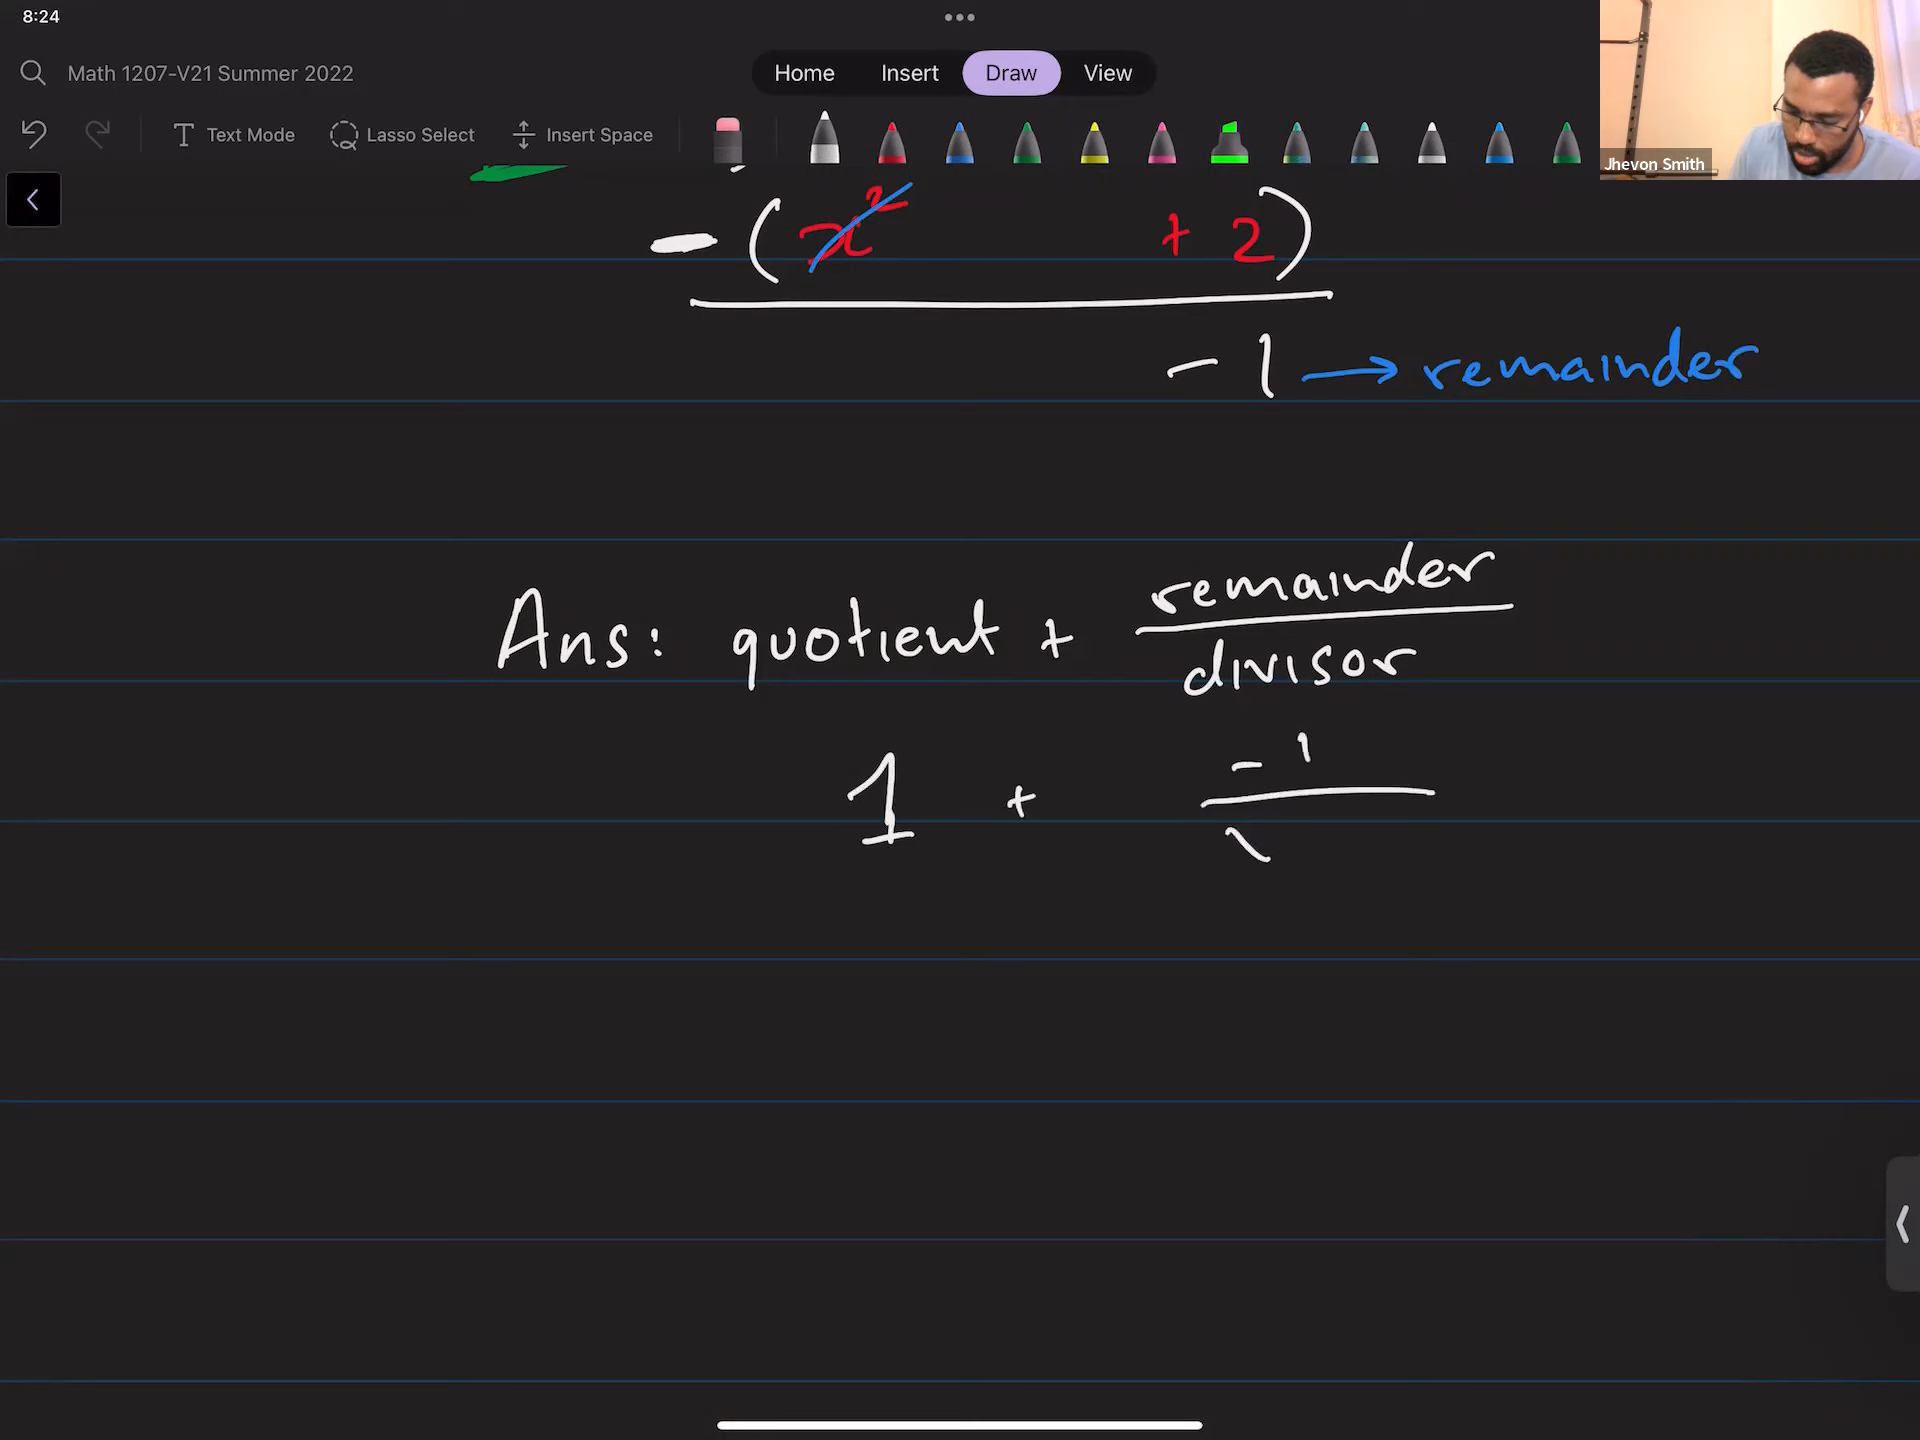 8:24
Math 1207-V21 Summer 2022
Home Insert Draw View
Text Mode Lasso Select Insert Space
Jhevon Smith
- (x² + 2)
- 1 → remainder
remainder
Ans: quotient + ―
divisor
- 1
1 + ―